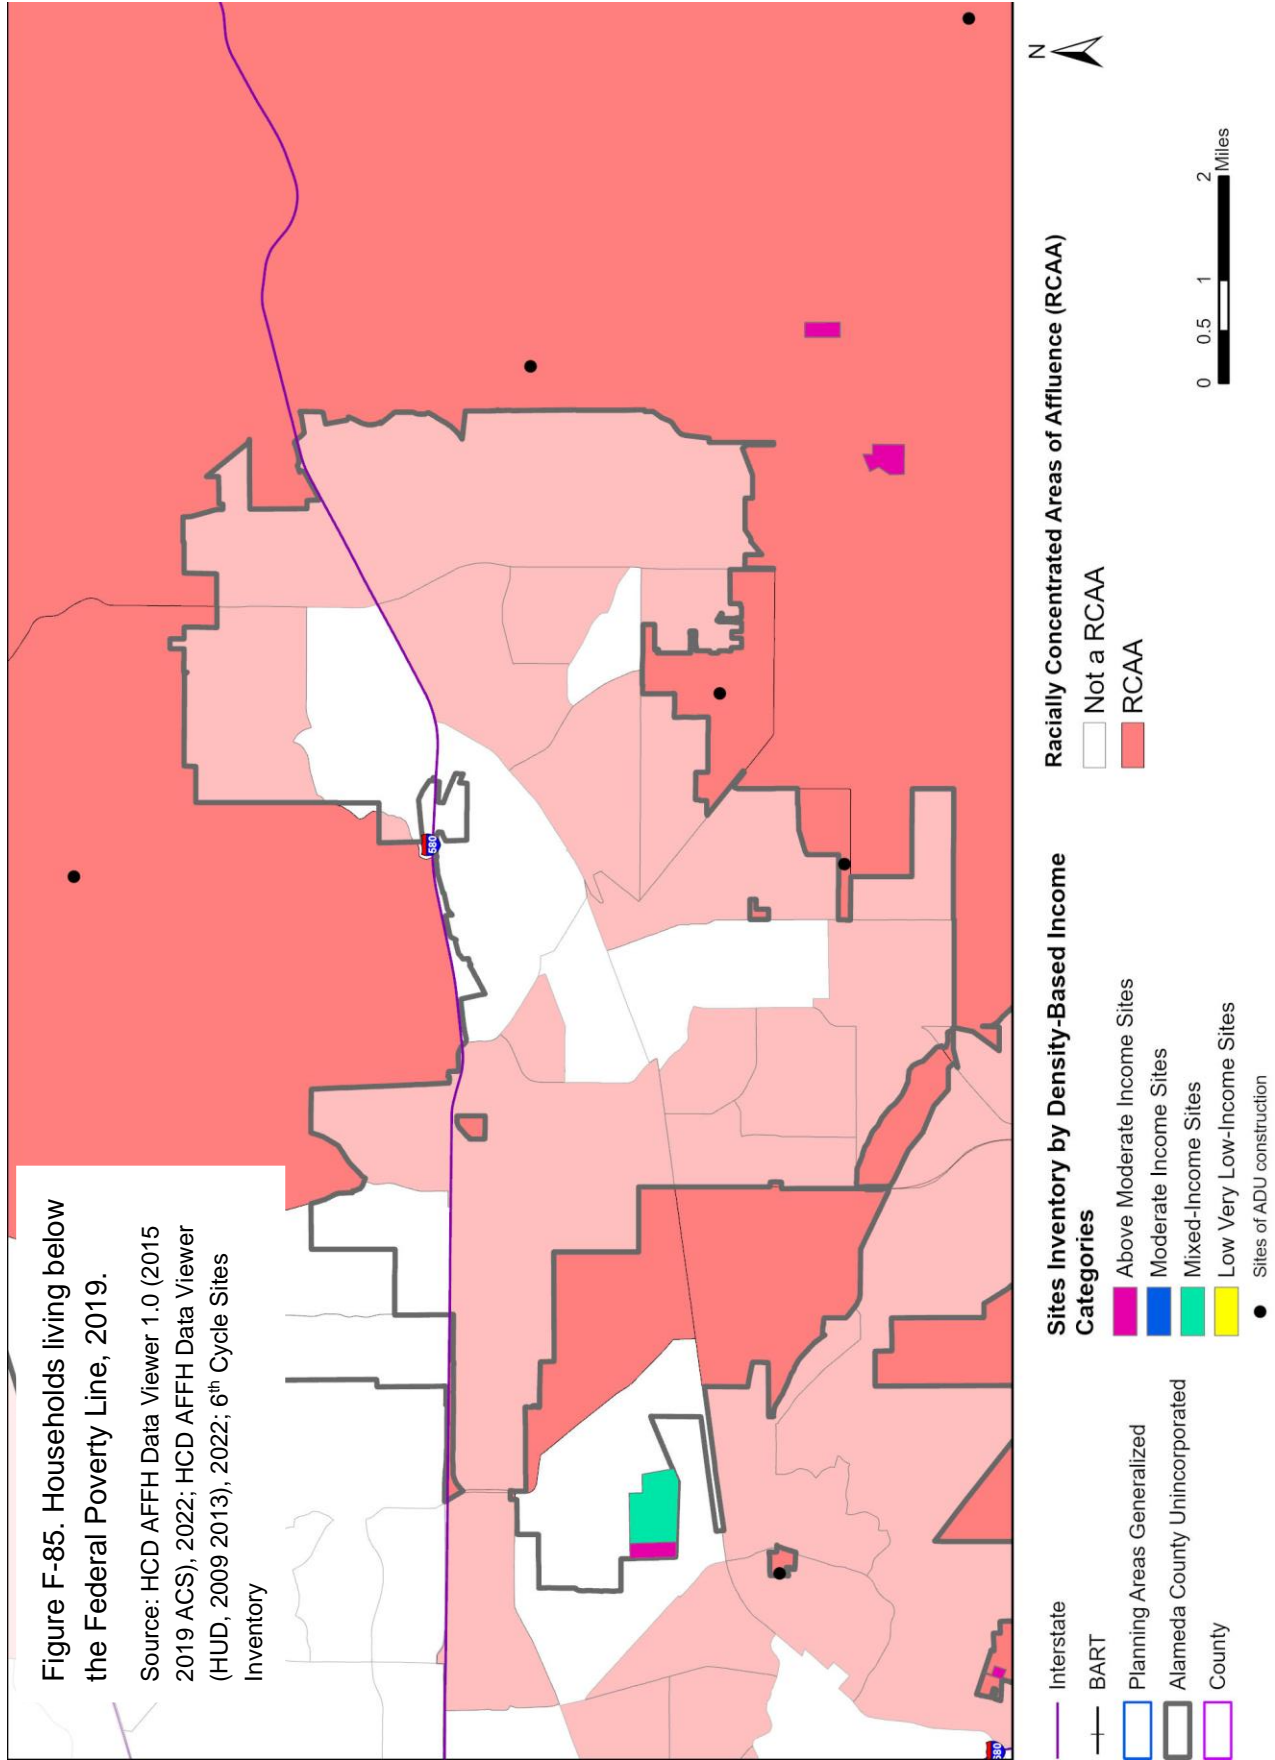 Figure F-85. Households living below
the Federal Poverty Line, 2019.
Source: HCD AFFH Data Viewer 1.0 (2015
2019 ACS), 2022; HCD AFFH Data Viewer
(HUD, 2009 2013), 2022; 6th Cycle Sites
Inventory
580
680
Interstate
BART
Planning Areas Generalized
Alameda County Unincorporated
County
Sites Inventory by Density-Based Income
Categories
Above Moderate Income Sites
Moderate Income Sites
Mixed-Income Sites
Low Very Low-Income Sites
Sites of ADU construction
Racially Concentrated Areas of Affluence (RCAA)
Not a RCAA
RCAA
N
0 0.5 1 2
Miles